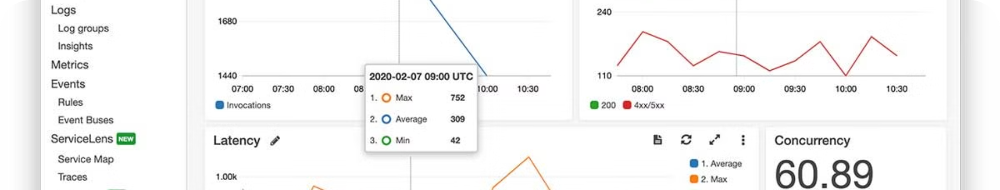 Logs
Log groups
Insights
Metrics
Events
Rules
Event Buses
ServiceLens NEW
Service Map
Traces
1680
1440
07:00 07:30 08:00 08 10:00 10:30
Invocations
2020-02-07 09:00 UTC
1. Max 752
2. Average 309
3. Min 42
240
110
08:00 08:30 09:00 09:30 10:00 10:30
200 4xx/5xx
Latency
1.00k
1. Average
2. Max
Concurrency
60.89